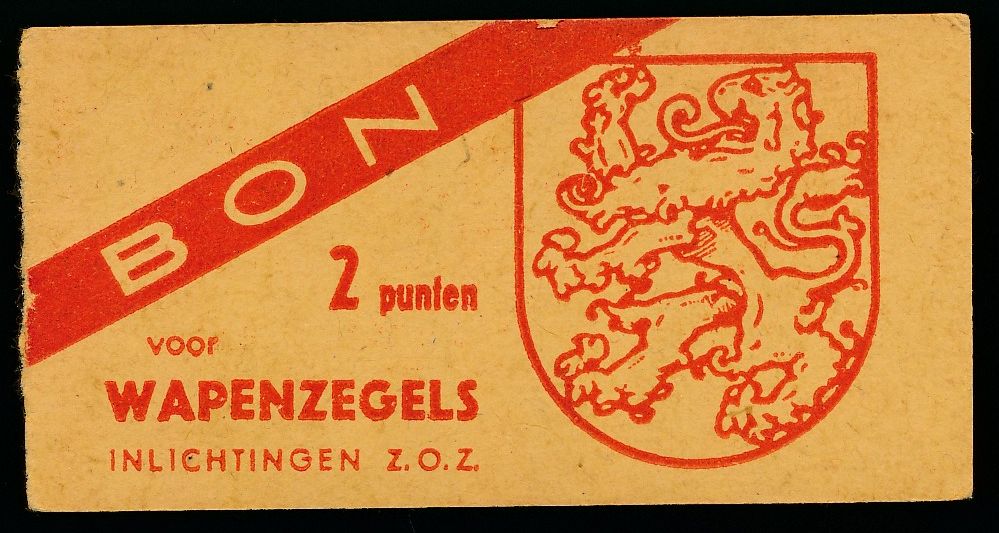 BON
2 punten
voor
WAPENZEGELS
INLICHTINGEN Z.O.Z.